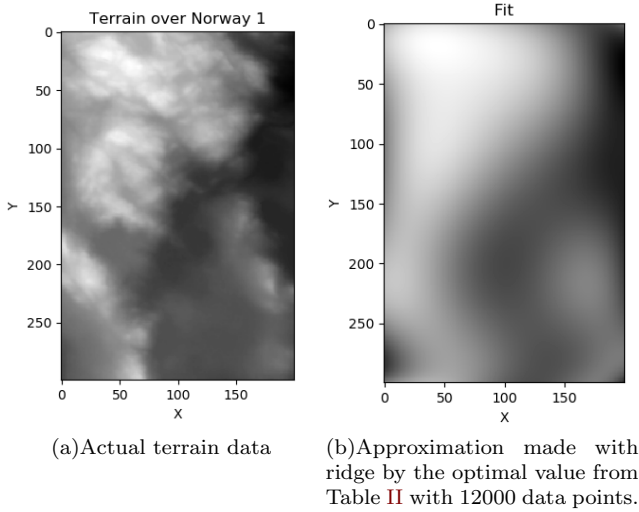 Terrain over Norway 1
0
50
100
150
200
250
Y
0 50 100 150
X
(a)Actual terrain data
Fit
0
50
100
150
200
250
Y
0 50 100 150
X
(b)Approximation made with
ridge by the optimal value from
Table II with 12000 data points.